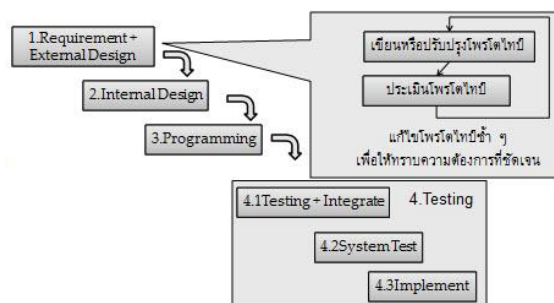 1.Requirement +
External Design
2.Internal Design
3.Programming
เขียนหรือปรับปรุงโพรโตไทป์
ประเมินโพรโตไทป์
แก้ไขโพรโตไทป์ซ้ำ ๆ
เพื่อให้ทราบความต้องการที่ชัดเจน
4.1Testing + Integrate
4.Testing
4.2SystemTest
4.3Implement